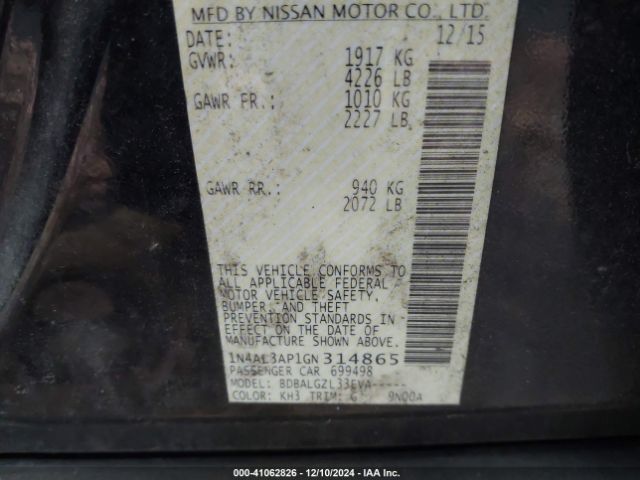 MFD BY NISSAN MOTOR CO., LTD.
DATE: 12/15
GVWR: 1917 KG
4226 LB
GAWR FR.: 1010 KG
2227 LB
GAWR RR.: 940 KG
2072 LB
THIS VEHICLE CONFORMS TO
ALL APPLICABLE FEDERAL
MOTOR VEHICLE SAFETY,
BUMPER, AND THEFT
PREVENTION STANDARDS IN
EFFECT ON THE DATE OF
MANUFACTURE SHOWN ABOVE.
1N4AL3AP1GN314865
PASSENGER CAR 699498
MODEL: BDBALGZL33EVA-----
COLOR: KH3 TRIM: G 9N00A
000-41062826 - 12/10/2024 - IAA Inc.